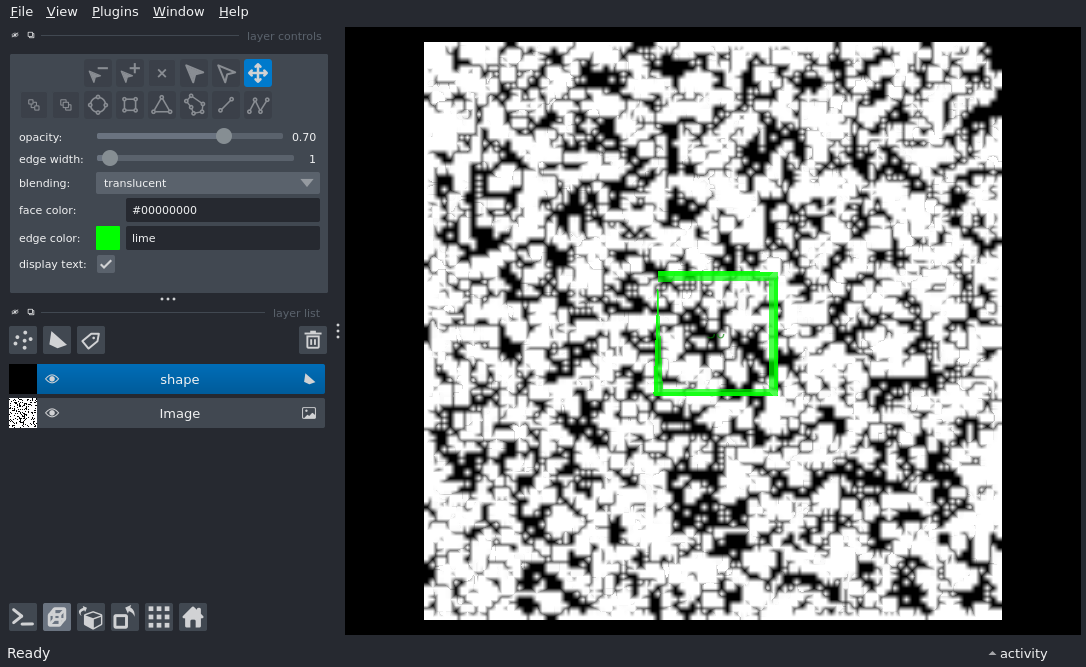 File View Plugins Window Help
layer controls
opacity: 0.70
edge width: 1
blending: translucent
face color: #00000000
edge color: lime
display text:
layer list
shape
Image
Ready activity